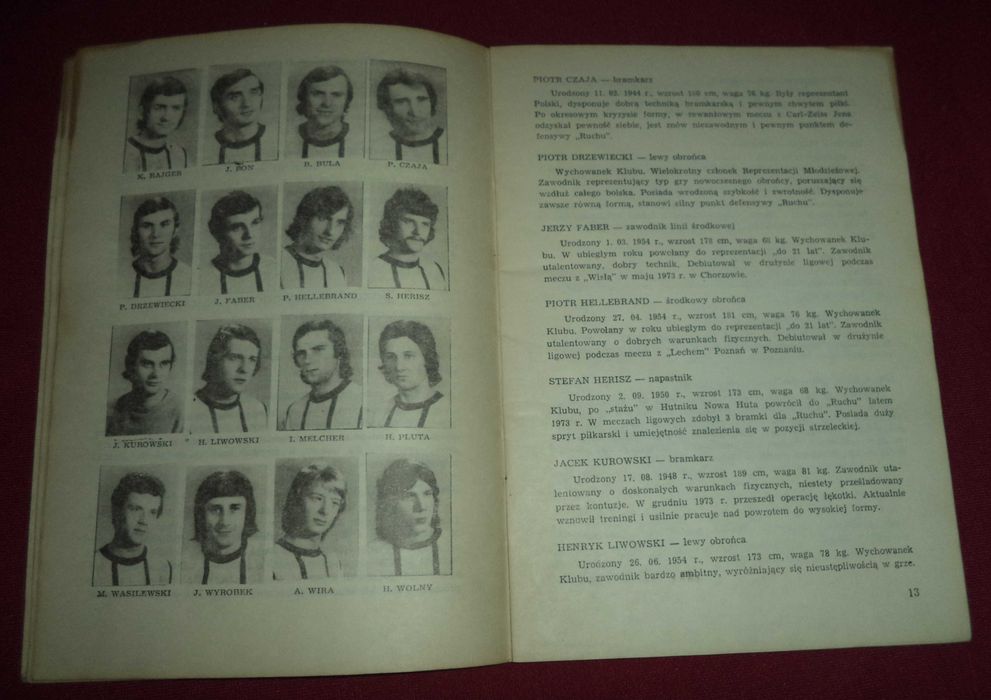 K. BAJGER J. BON B. BULA P. CZAJA
P. DRZEWIECKI J. FABER P. HELLEBRAND S. HERISZ
J. KUROWSKI H. LIWOWSKI I. MELCHER H. PLUTA
M. WASILEWSKI J. WYROBEK A. WIRA H. WOLNY
PIOTR CZAJA — bramkarz
Urodzony 11. 02. 1944 r., wzrost 180 cm, waga 76 kg. Były reprezentant
Polski, dysponuje dobrą techniką bramkarską i pewnym chwytem piłki.
Po okresowym kryzysie formy, w rewanżowym meczu z Carl-Zeiss Jena
odzyskał pewność siebie, jest znów niezawodnym i pewnym punktem de-
fensywy „Ruchu".
PIOTR DRZEWIECKI — lewy obrońca
Wychowanek Klubu. Wielokrotny członek Reprezentacji Młodzieżowej.
Zawodnik reprezentujący typ gry nowoczesnego obrońcy, poruszający się
wzdłuż całego boiska. Posiada wrodzoną szybkość i zwrotność. Dysponuje
zawsze równą formą, stanowi silny punkt defensywy „Ruchu".
JERZY FABER — zawodnik linii środkowej
Urodzony 1. 03. 1954 r., wzrost 178 cm, waga 68 kg. Wychowanek Klu-
bu. W ubiegłym roku powołany do reprezentacji „do 21 lat". Zawodnik
utalentowany, dobry technik. Debiutował w drużynie ligowej podczas
meczu z „Wisłą" w maju 1973 r. w Chorzowie.
PIOTR HELLEBRAND — środkowy obrońca
Urodzony 27. 04. 1954 r., wzrost 181 cm, waga 76 kg. Wychowanek
Klubu. Powołany w roku ubiegłym do reprezentacji „do 21 lat". Zawodnik
utalentowany o dobrych warunkach fizycznych. Debiutował w drużynie
ligowej podczas meczu z „Lechem" Poznań w Poznaniu.
STEFAN HERISZ — napastnik
Urodzony 2. 09. 1950 r., wzrost 173 cm, waga 68 kg. Wychowanek
Klubu, po „stażu" w Hutniku Nowa Huta powrócił do „Ruchu" latem
1973 r. W meczach ligowych zdobył 3 bramki dla „Ruchu". Posiada duży
spryt piłkarski i umiejętność znalezienia się w pozycji strzeleckiej.
JACEK KUROWSKI — bramkarz
Urodzony 17. 08. 1948 r., wzrost 189 cm, waga 81 kg. Zawodnik uta-
lentowany o doskonałych warunkach fizycznych, niestety prześladowany
przez kontuzje. W grudniu 1973 r. przeszedł operację łękotki. Aktualnie
wznowił treningi i usilnie pracuje nad powrotem do wysokiej formy.
HENRYK LIWOWSKI — lewy obrońca
Urodzony 26. 06. 1954 r., wzrost 173 cm, waga 78 kg. Wychowanek
Klubu, zawodnik bardzo ambitny, wyróżniający się nieustępliwością w grze.
13